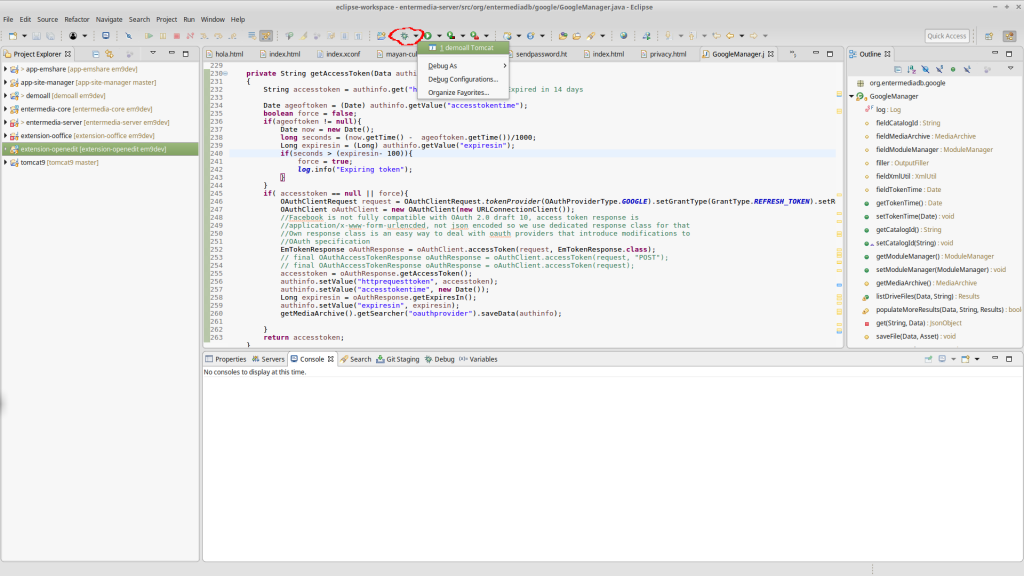 eclipse-workspace - entermedia-server/src/org/entermediadb/google/GoogleManager.java - Eclipse
File Edit Source Refactor Navigate Search Project Run Window Help
Quick Access
1 demoall Tomcat
Debug As
Debug Configurations...
Organize Favorites...
Project Explorer
> app-emshare [app-emshare em9dev]
app-site-manager [app-site-manager master]
> demoall [demoall em9dev]
entermedia-core [entermedia-core em9dev]
> entermedia-server [entermedia-server em9dev]
extension-ooffice [extension-ooffice em9dev]
extension-openedit [extension-openedit em9dev]
tomcat9 [tomcat9 master]
hola.html index.html index.xconf mayan-cu sendpassword.ht index.html privacy.html GoogleManager.j
229
230 private String getAccessToken(Data authi
231 {
232 String accesstoken = authinfo.get("h xpired in 14 days
233
234 Date ageoftoken = (Date) authinfo.getValue("accesstokentime");
235 boolean force = false;
236 if(ageoftoken != null){
237 Date now = new Date();
238 long seconds = (now.getTime() - ageoftoken.getTime())/1000;
239 Long expiresin = (Long) authinfo.getValue("expiresin");
240 if(seconds > (expiresin- 100)){
241 force = true;
242 log.info("Expiring token");
243 }
244 }
245 if( accesstoken == null || force){
246 OAuthClientRequest request = OAuthClientRequest.tokenProvider(OAuthProviderType.GOOGLE).setGrantType(GrantType.REFRESH_TOKEN).setR
247 OAuthClient oAuthClient = new OAuthClient(new URLConnectionClient());
248 //Facebook is not fully compatible with OAuth 2.0 draft 10, access token response is
249 //application/x-www-form-urlencded, not json encoded so we use dedicated response class for that
250 //Own response class is an easy way to deal with oauth providers that introduce modifications to
251 //OAuth specification
252 EmTokenResponse oAuthResponse = oAuthClient.accessToken(request, EmTokenResponse.class);
253 // final OAuthAccessTokenResponse oAuthResponse = oAuthClient.accessToken(request, "POST");
254 // final OAuthAccessTokenResponse oAuthResponse = oAuthClient.accessToken(request);
255 accesstoken = oAuthResponse.getAccessToken();
256 authinfo.setValue("httprequesttoken", accesstoken);
257 authinfo.setValue("accesstokentime", new Date());
258 Long expiresin = oAuthResponse.getExpiresIn();
259 authinfo.setValue("expiresin", expiresin);
260 getMediaArchive().getSearcher("oauthprovider").saveData(authinfo);
261
262 }
263 return accesstoken;
}
Outline
org.entermediadb.google
GoogleManager
log : Log
fieldCatalogId : String
fieldMediaArchive : MediaArchive
fieldModuleManager : ModuleManager
filler : OutputFiller
fieldXmlUtil : XmlUtil
fieldTokenTime : Date
getTokenTime() : Date
setTokenTime(Date) : void
getCatalogId() : String
setCatalogId(String) : void
getModuleManager() : ModuleManager
setModuleManager(ModuleManager) : void
getMediaArchive() : MediaArchive
listDriveFiles(Data, String) : Results
populateMoreResults(Data, String, Results) : bool
get(String, Data) : JsonObject
saveFile(Data, Asset) : void
Properties Servers Console Search Git Staging Debug Variables
No consoles to display at this time.